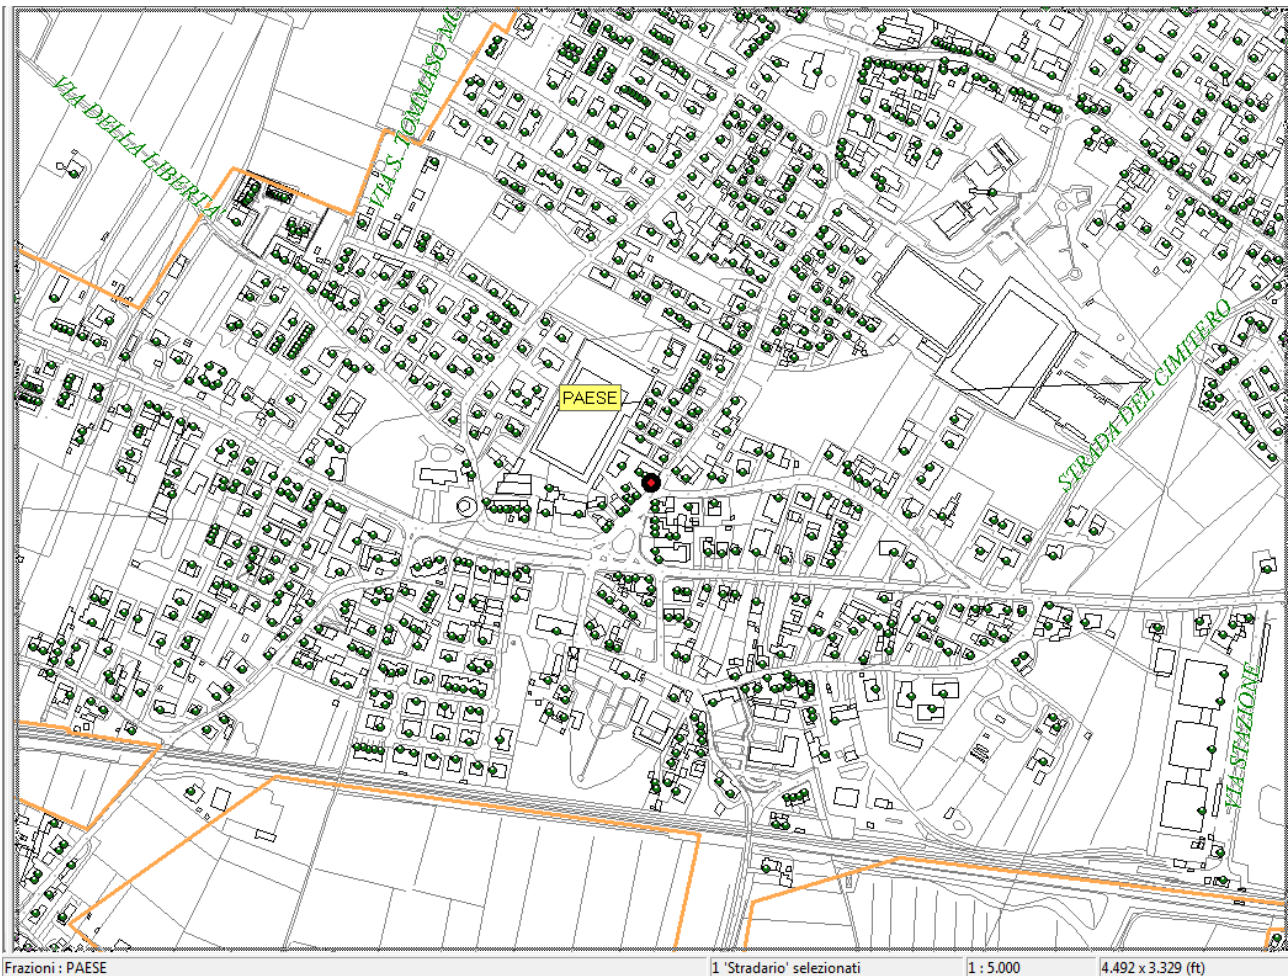 VIA DELLA LIBERTA'
VIA S. TOMMASO MO
PAESE
STRADA DEL CIMITERO
VIA STAZIONE
Frazioni : PAESE
1 'Stradario' selezionati
1 : 5.000
4.492 x 3.329 (ft)